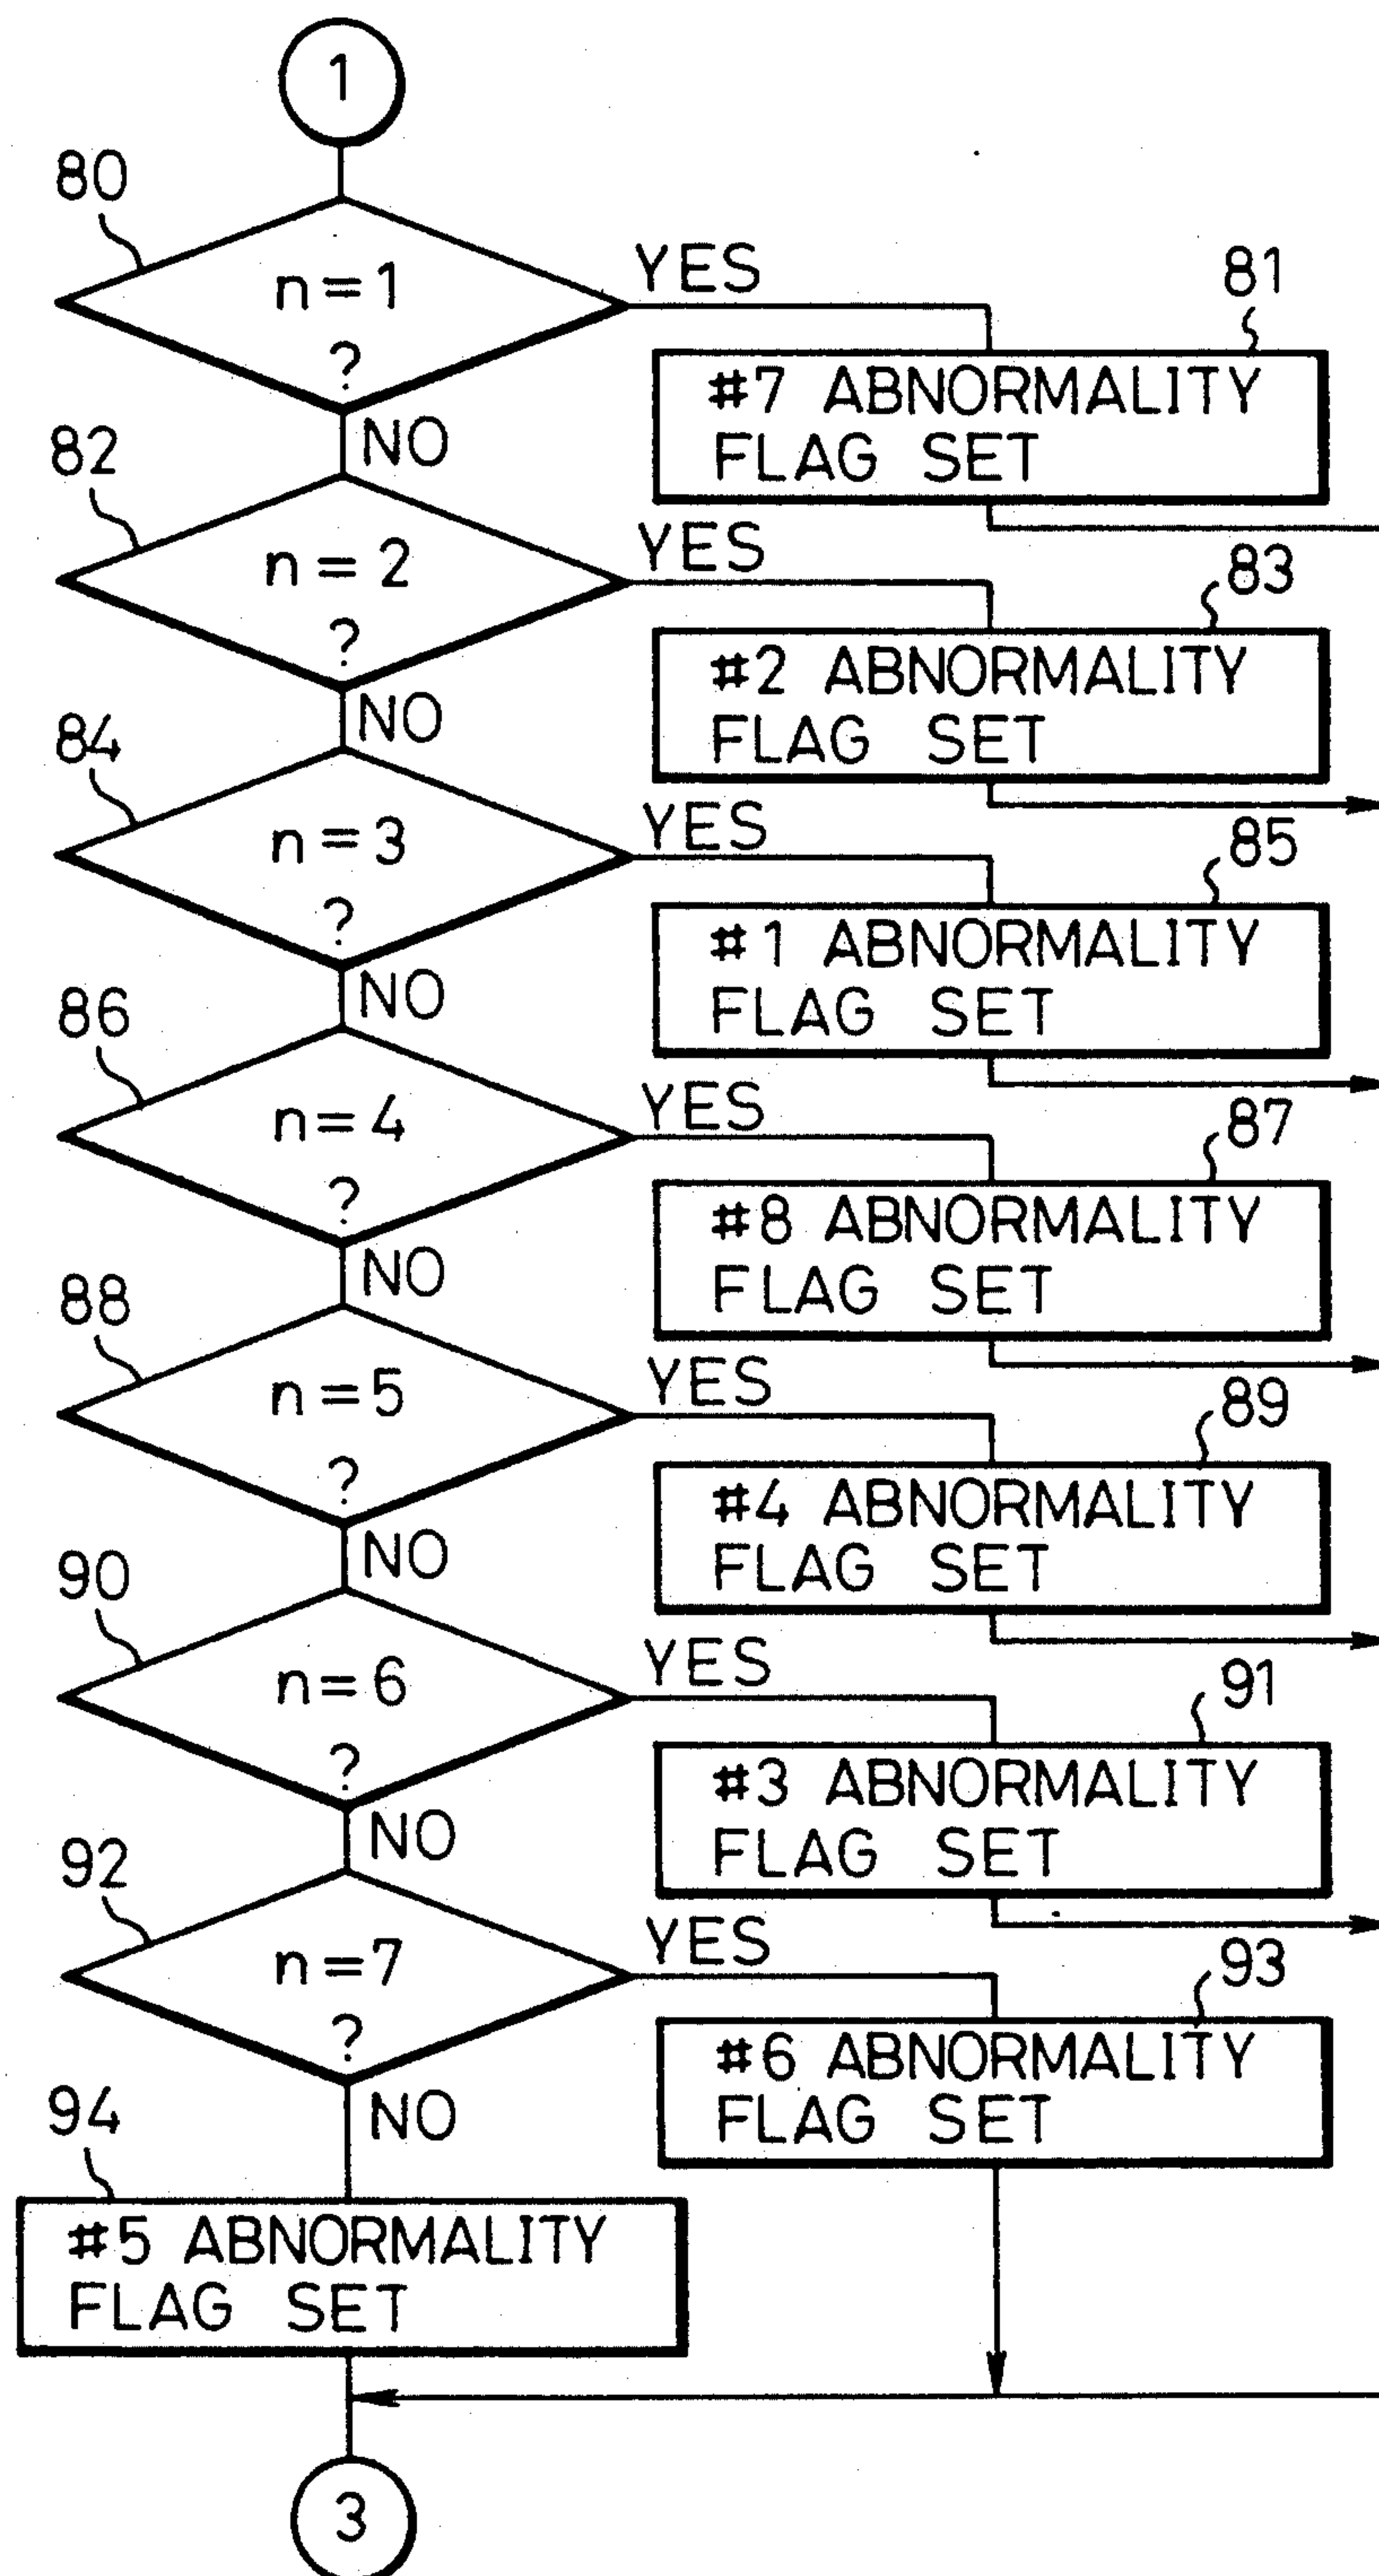 1
80
n=1
?
YES
81
#7 ABNORMALITY
FLAG SET
NO
82
n=2
?
YES
83
#2 ABNORMALITY
FLAG SET
NO
84
n=3
?
YES
85
#1 ABNORMALITY
FLAG SET
NO
86
n=4
?
YES
87
#8 ABNORMALITY
FLAG SET
NO
88
n=5
?
YES
89
#4 ABNORMALITY
FLAG SET
NO
90
n=6
?
YES
91
#3 ABNORMALITY
FLAG SET
NO
92
n=7
?
YES
93
#6 ABNORMALITY
FLAG SET
NO
94
#5 ABNORMALITY
FLAG SET
3